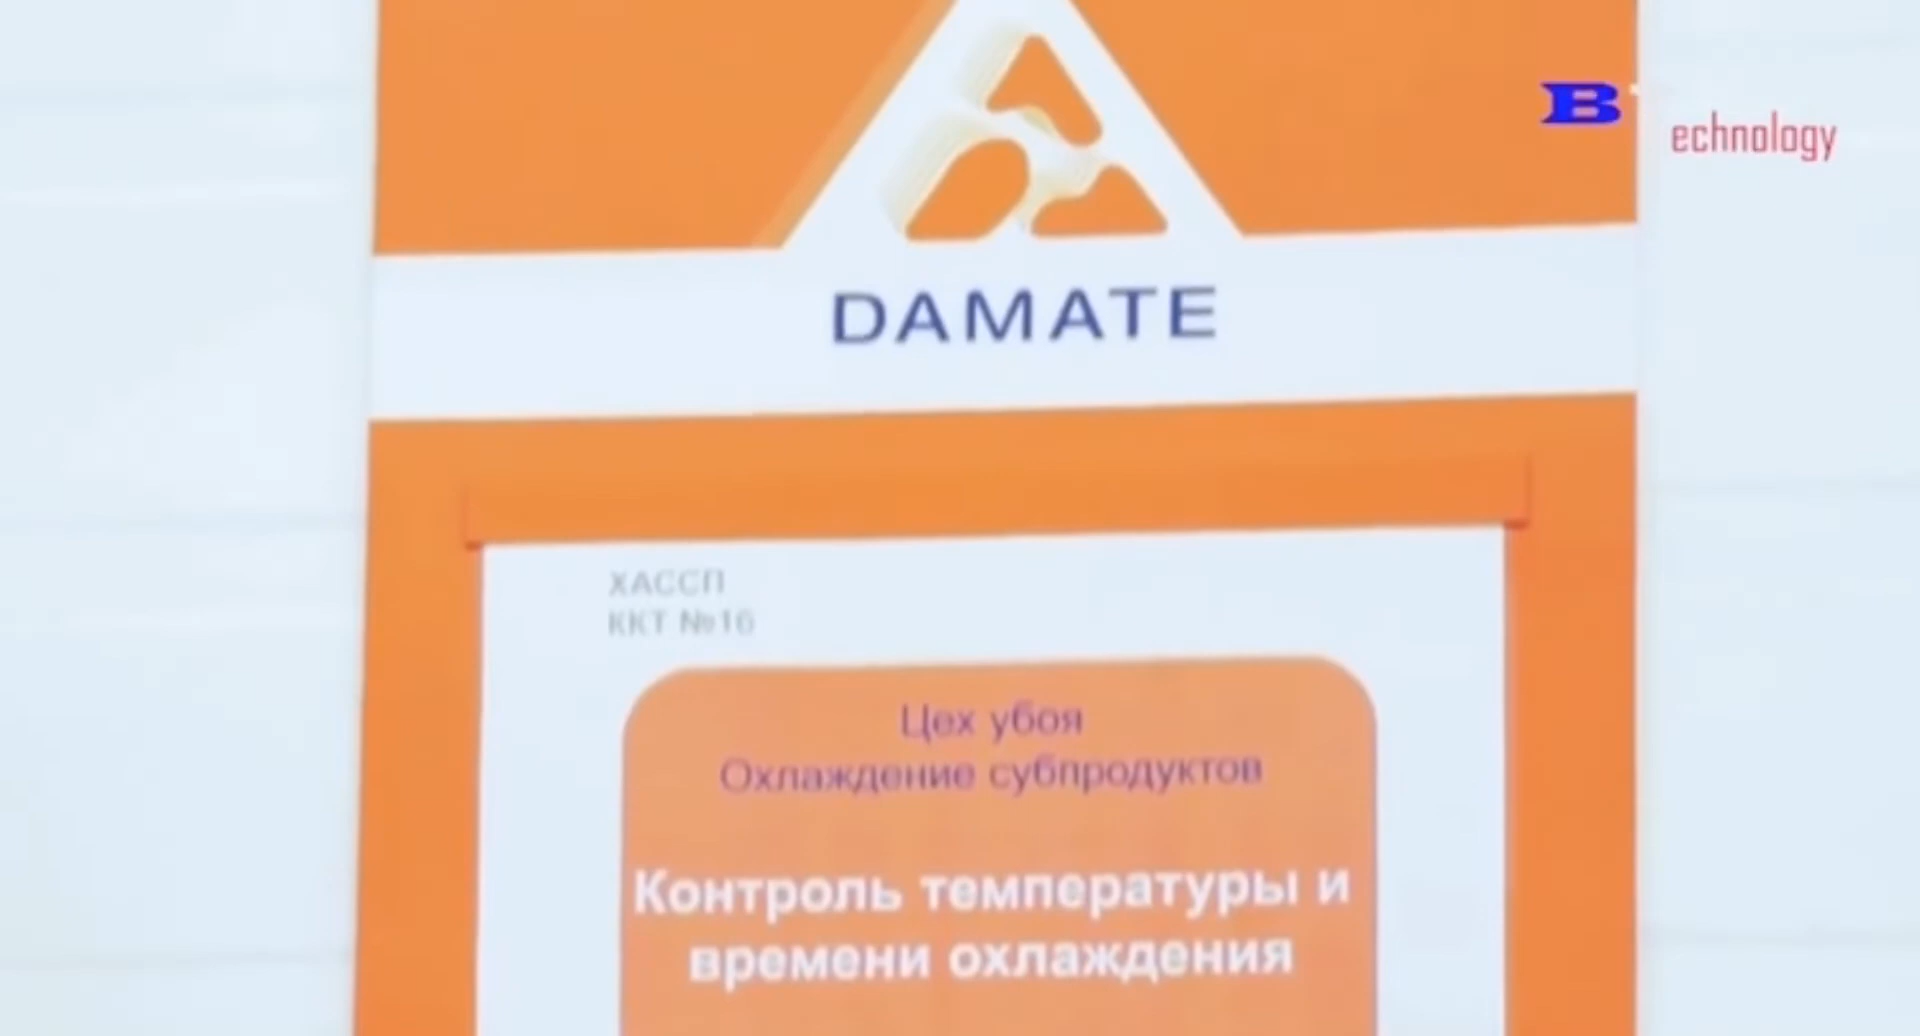 B
echnology
DAMATE
ХАССП
ККТ №16
Цех убоя
Охлаждение субпродуктов
Контроль температуры и
времени охлаждения